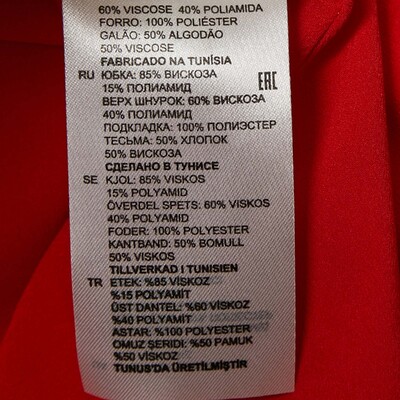 60% VISCOSE 40% POLIAMIDA
FORRO: 100% POLIÉSTER
GALÃO: 50% ALGODÃO
50% VISCOSE
FABRICADO NA TUNÍSIA
RU ЮБКА: 85% ВИСКОЗА
15% ПОЛИАМИД EAC
ВЕРХ ШНУРОК: 60% ВИСКОЗА
40% ПОЛИАМИД
ПОДКЛАДКА: 100% ПОЛИЭСТЕР
ТЕСЬМА: 50% ХЛОПОК
50% ВИСКОЗА
СДЕЛАНО В ТУНИСЕ
SE KJOL: 85% VISKOS
15% POLYAMID
ÖVERDEL SPETS: 60% VISKOS
40% POLYAMID
FODER: 100% POLYESTER
KANTBAND: 50% BOMULL
50% VISKOS
TILLVERKAD I TUNISIEN
TR ETEK: %85 VİSKOZ
%15 POLYAMİT
ÜST DANTEL: %60 VİSKOZ
%40 POLYAMİT
ASTAR: %100 POLYESTER
OMUZ ŞERIDI: %50 PAMUK
%50 VİSKOZ
TUNUS'DA ÜRETİLMİŞTİR